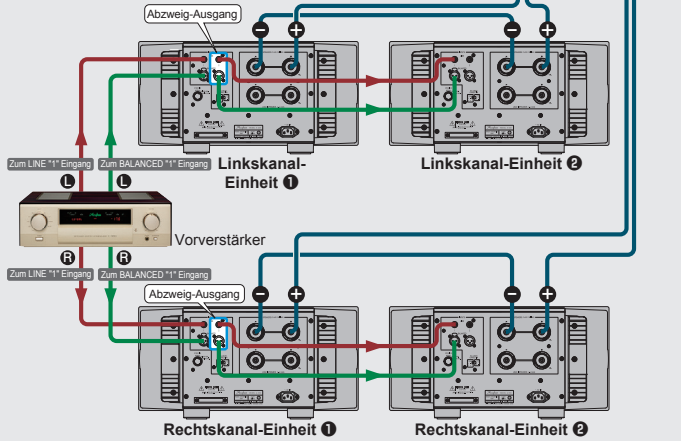 Abzweig-Ausgang
− + − +
Zum LINE "1" Eingang Zum BALANCED "1" Eingang
L L
Linkskanal-
Einheit ❶
Linkskanal-Einheit ❷
Vorverstärker
R R
Zum LINE "1" Eingang Zum BALANCED "1" Eingang
Abzweig-Ausgang
− + − +
Rechtskanal-Einheit ❶
Rechtskanal-Einheit ❷